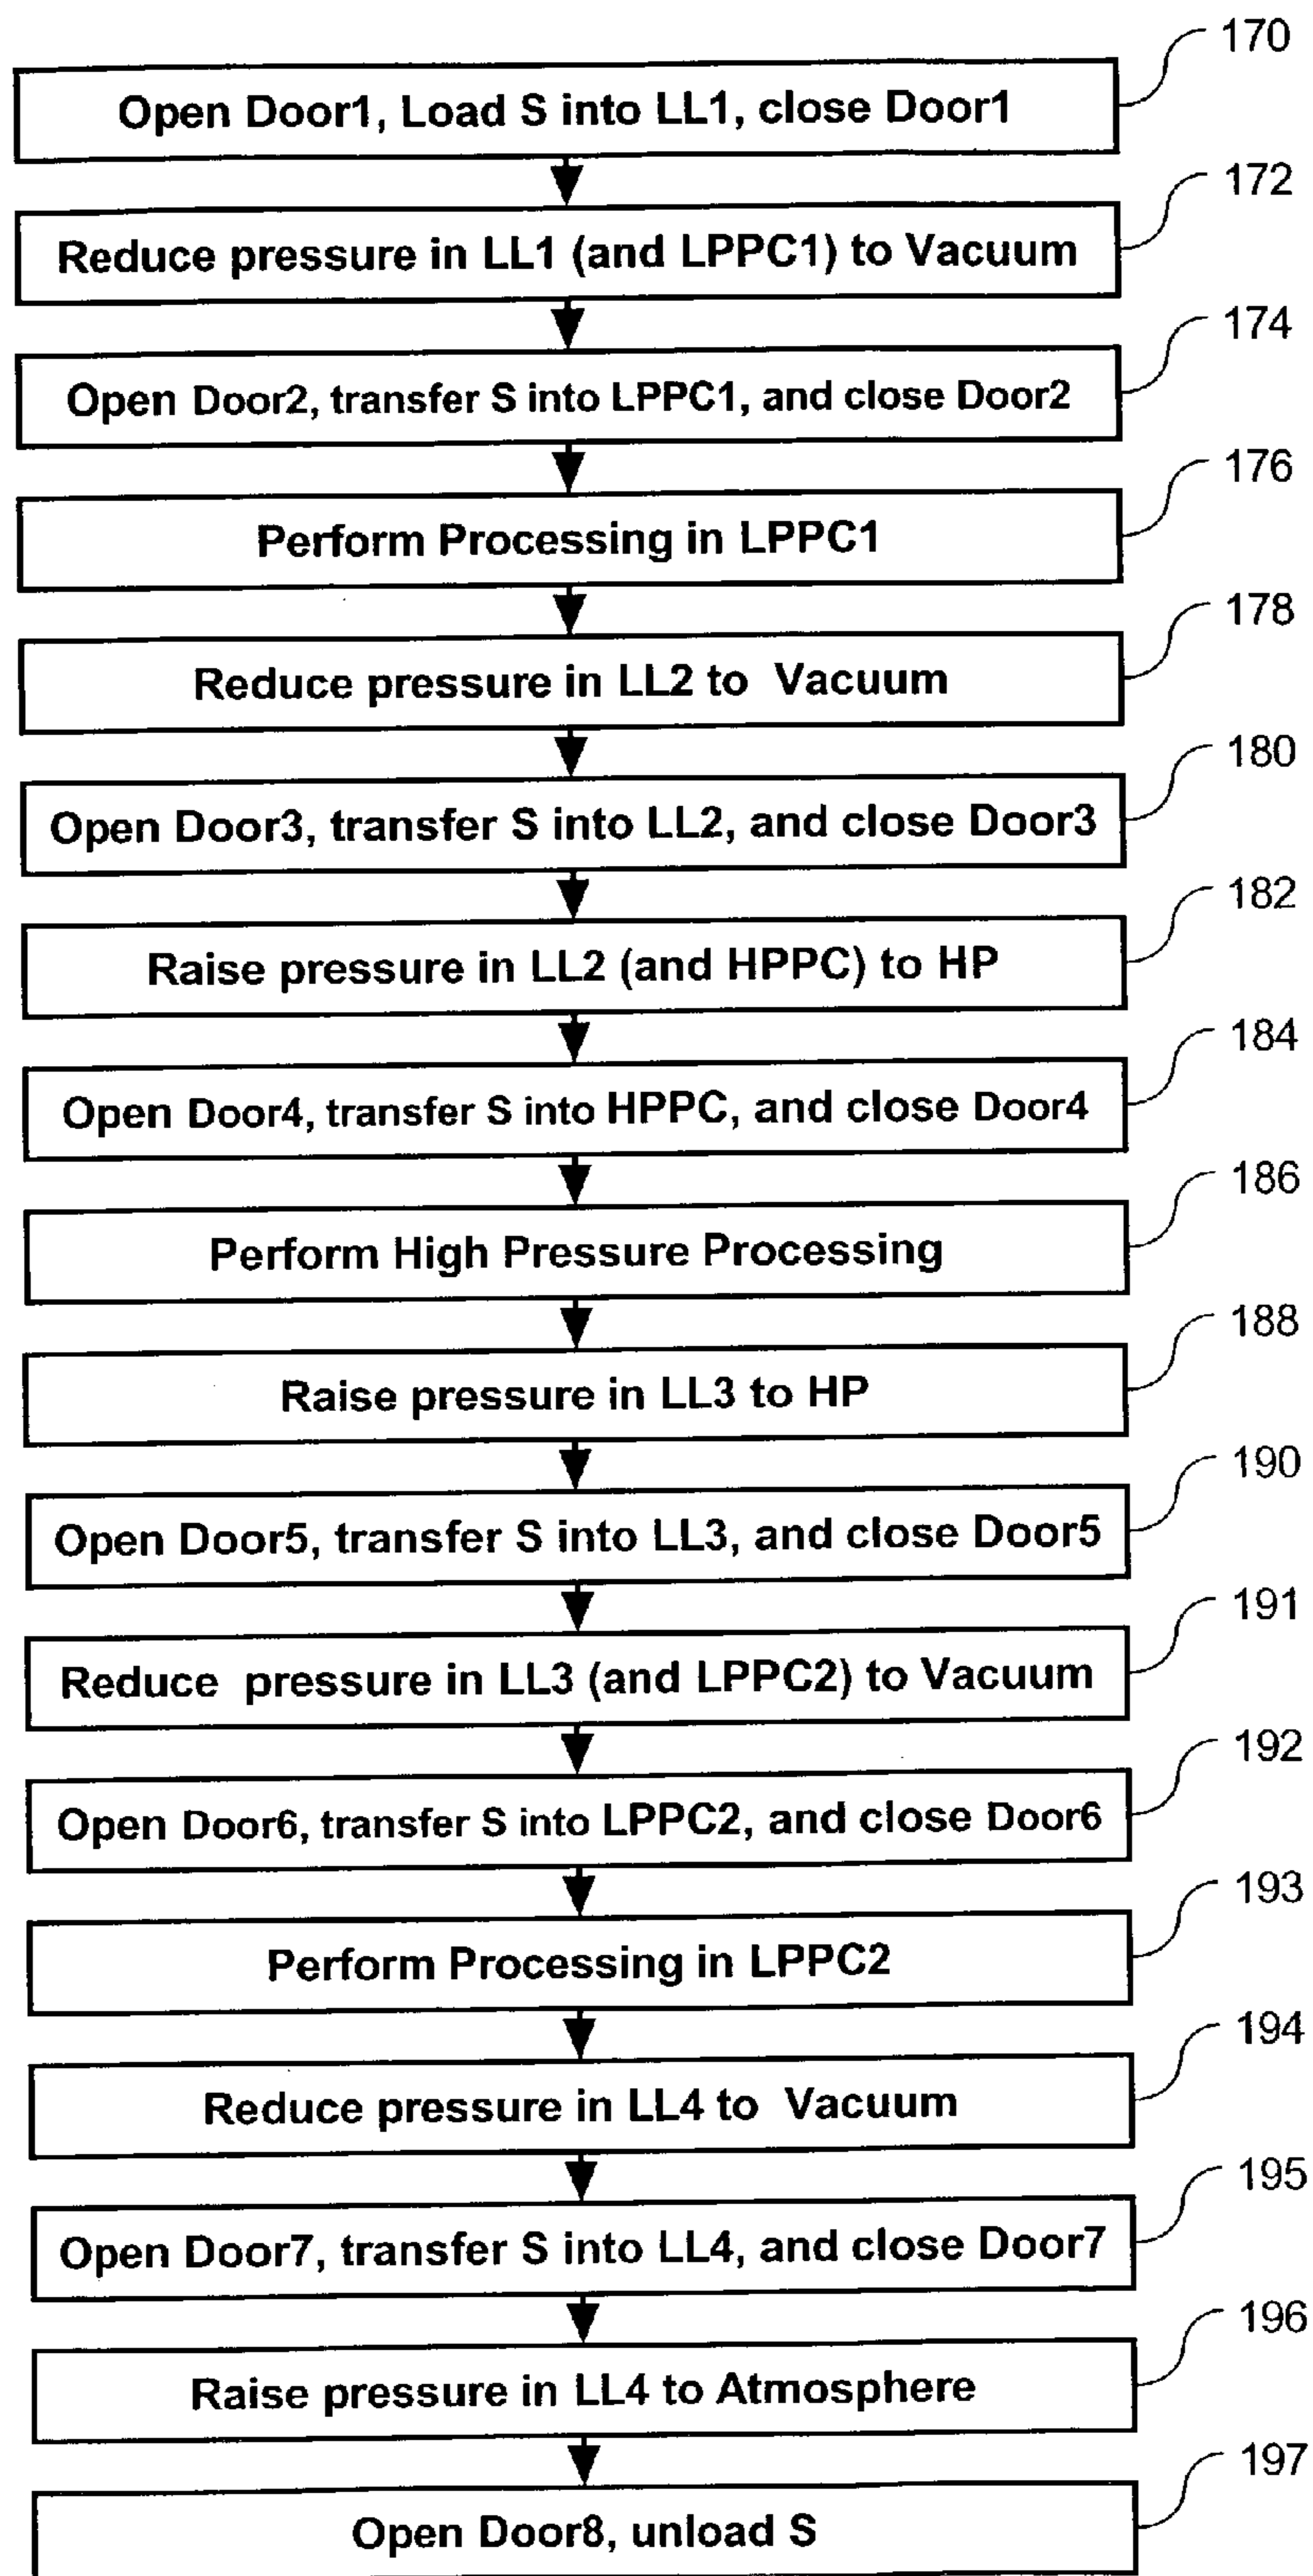 170
Open Door1, Load S into LL1, close Door1
172
Reduce pressure in LL1 (and LPPC1) to Vacuum
174
Open Door2, transfer S into LPPC1, and close Door2
176
Perform Processing in LPPC1
178
Reduce pressure in LL2 to Vacuum
180
Open Door3, transfer S into LL2, and close Door3
182
Raise pressure in LL2 (and HPPC) to HP
184
Open Door4, transfer S into HPPC, and close Door4
186
Perform High Pressure Processing
188
Raise pressure in LL3 to HP
190
Open Door5, transfer S into LL3, and close Door5
191
Reduce pressure in LL3 (and LPPC2) to Vacuum
192
Open Door6, transfer S into LPPC2, and close Door6
193
Perform Processing in LPPC2
194
Reduce pressure in LL4 to Vacuum
195
Open Door7, transfer S into LL4, and close Door7
196
Raise pressure in LL4 to Atmosphere
197
Open Door8, unload S